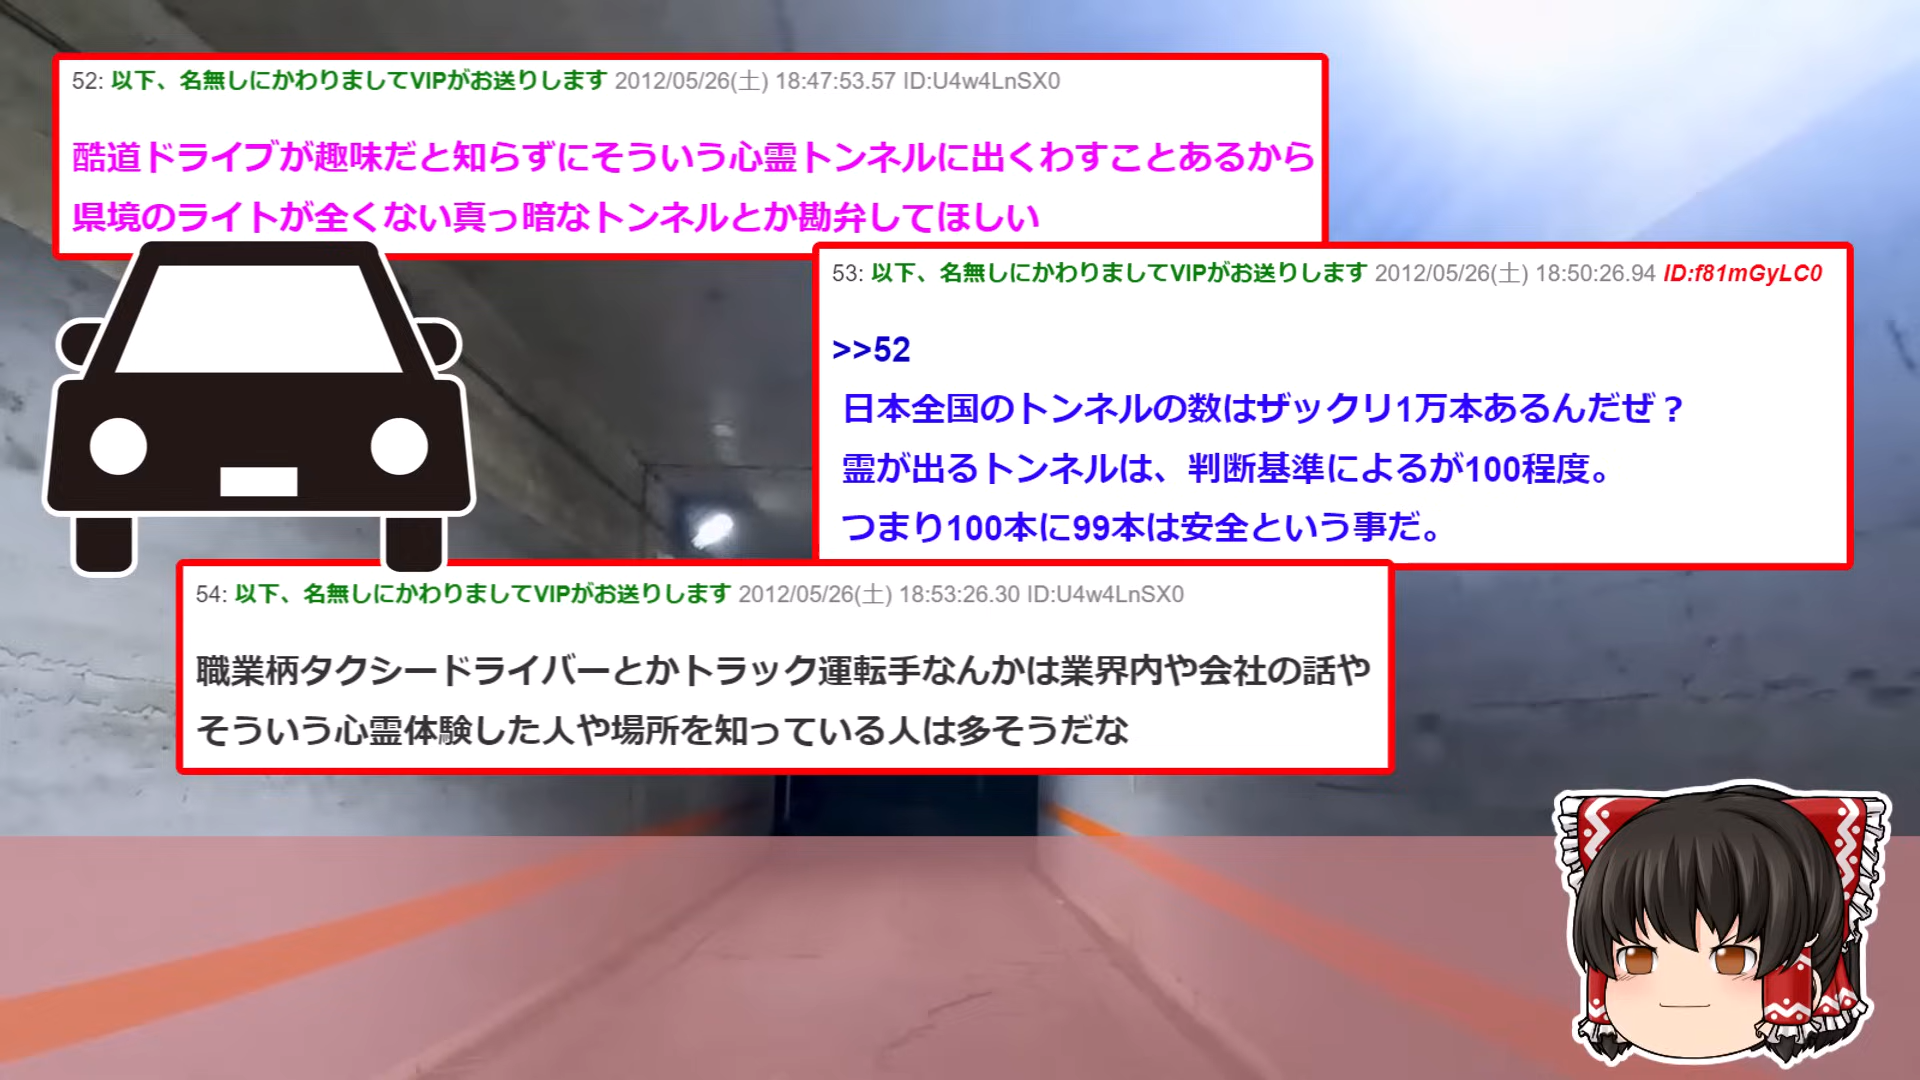 52: 以下、名無しにかわりましてVIPがお送りします 2012/05/26(土) 18:47:53.57 ID:U4w4LnSX0
酷道ドライブが趣味だと知らずにそういう心霊トンネルに出くわすことあるから
県境のライトが全くない真っ暗なトンネルとか勘弁してほしい
53: 以下、名無しにかわりましてVIPがお送りします 2012/05/26(土) 18:50:26.94 ID:f81mGyLC0
>>52
日本全国のトンネルの数はザックリ1万本あるんだぜ？
霊が出るトンネルは、判断基準によるが100程度。
つまり100本に99本は安全という事だ。
54: 以下、名無しにかわりましてVIPがお送りします 2012/05/26(土) 18:53:26.30 ID:U4w4LnSX0
職業柄タクシードライバーとかトラック運転手なんかは業界内や会社の話や
そういう心霊体験した人や場所を知っている人は多そうだな